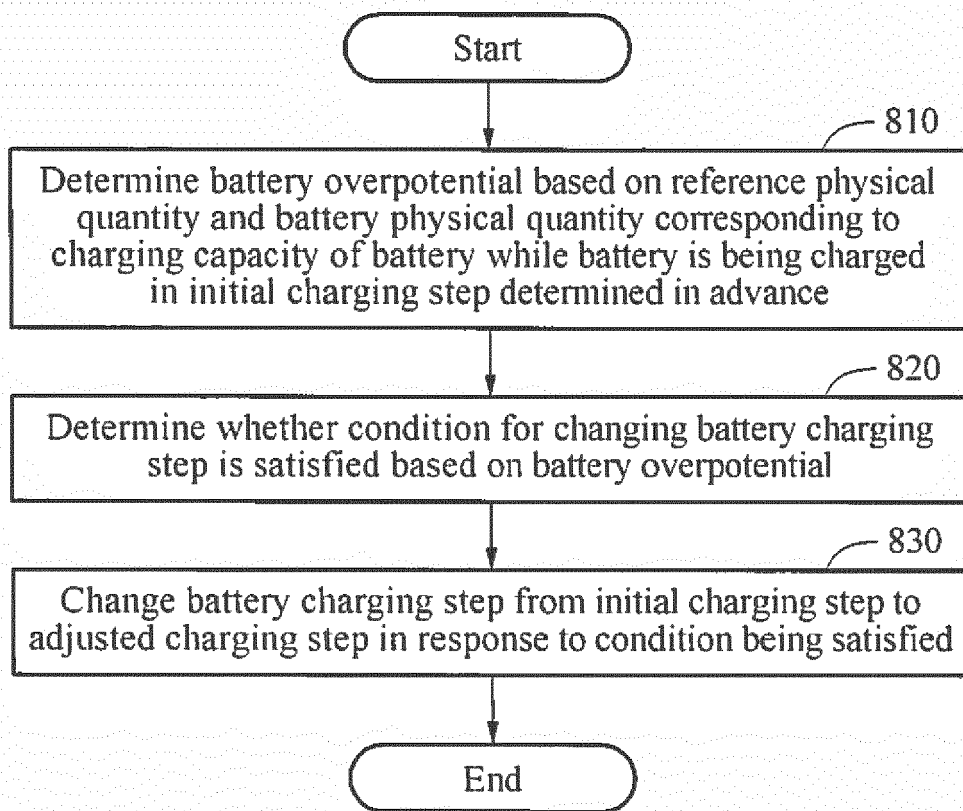 Start
810
Determine battery overpotential based on reference physical
quantity and battery physical quantity corresponding to
charging capacity of battery while battery is being charged
in initial charging step determined in advance
820
Determine whether condition for changing battery charging
step is satisfied based on battery overpotential
830
Change battery charging step from initial charging step to
adjusted charging step in response to condition being satisfied
End